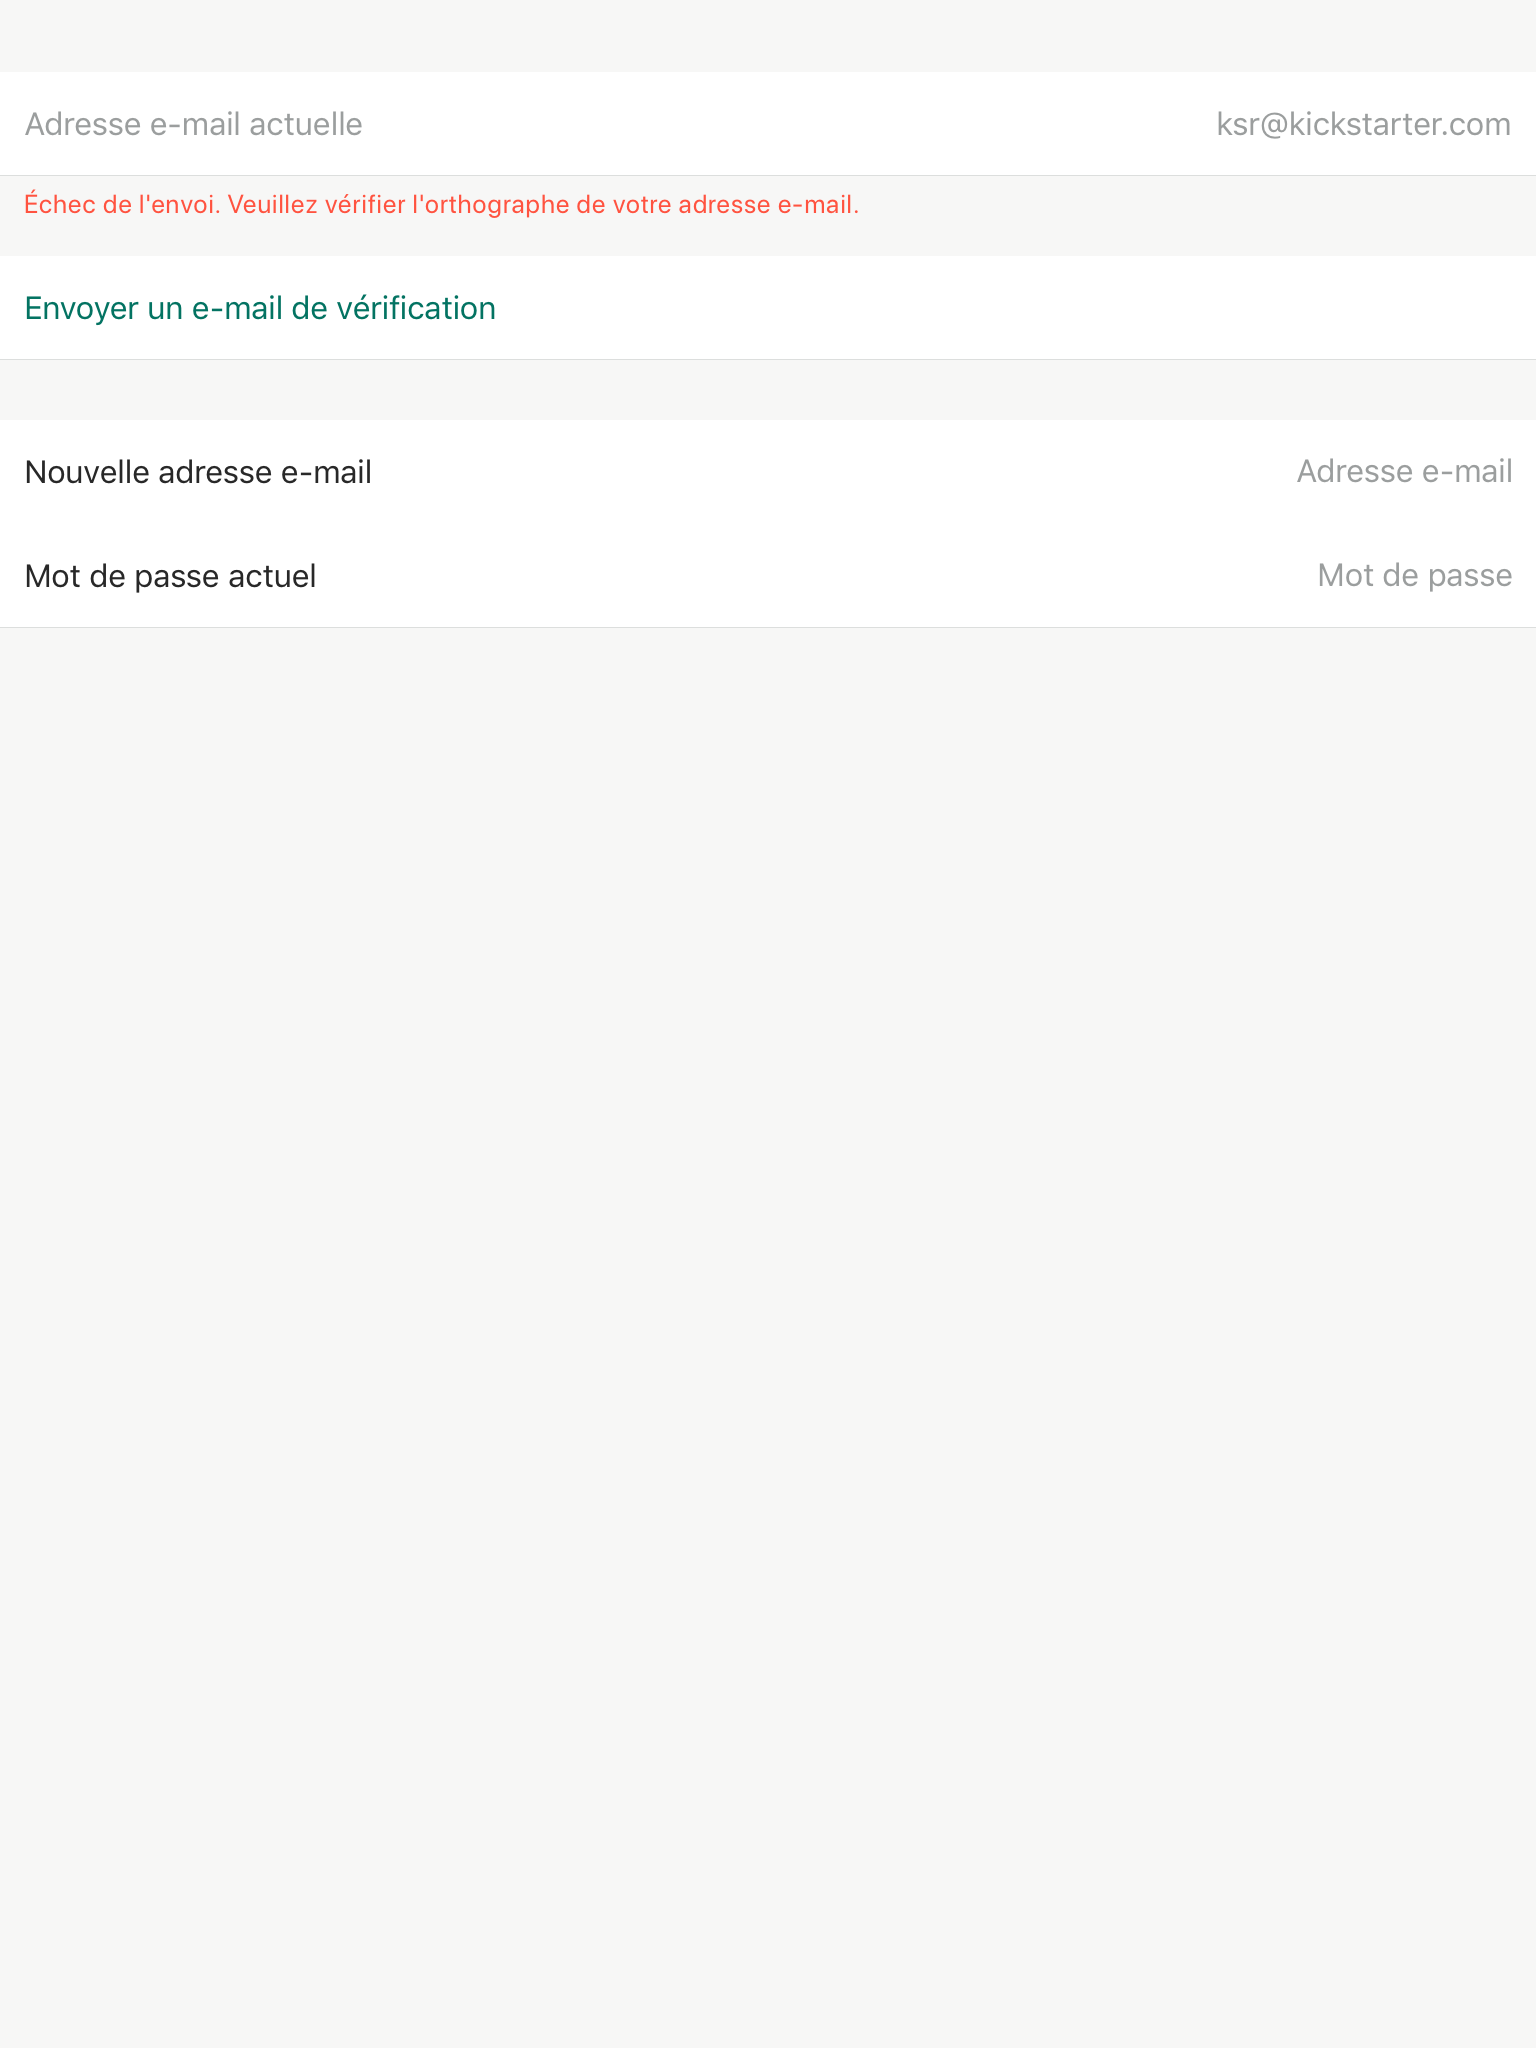 Adresse e-mail actuelle ksr@kickstarter.com
Échec de l'envoi. Veuillez vérifier l'orthographe de votre adresse e-mail.
Envoyer un e-mail de vérification
Nouvelle adresse e-mail Adresse e-mail
Mot de passe actuel Mot de passe